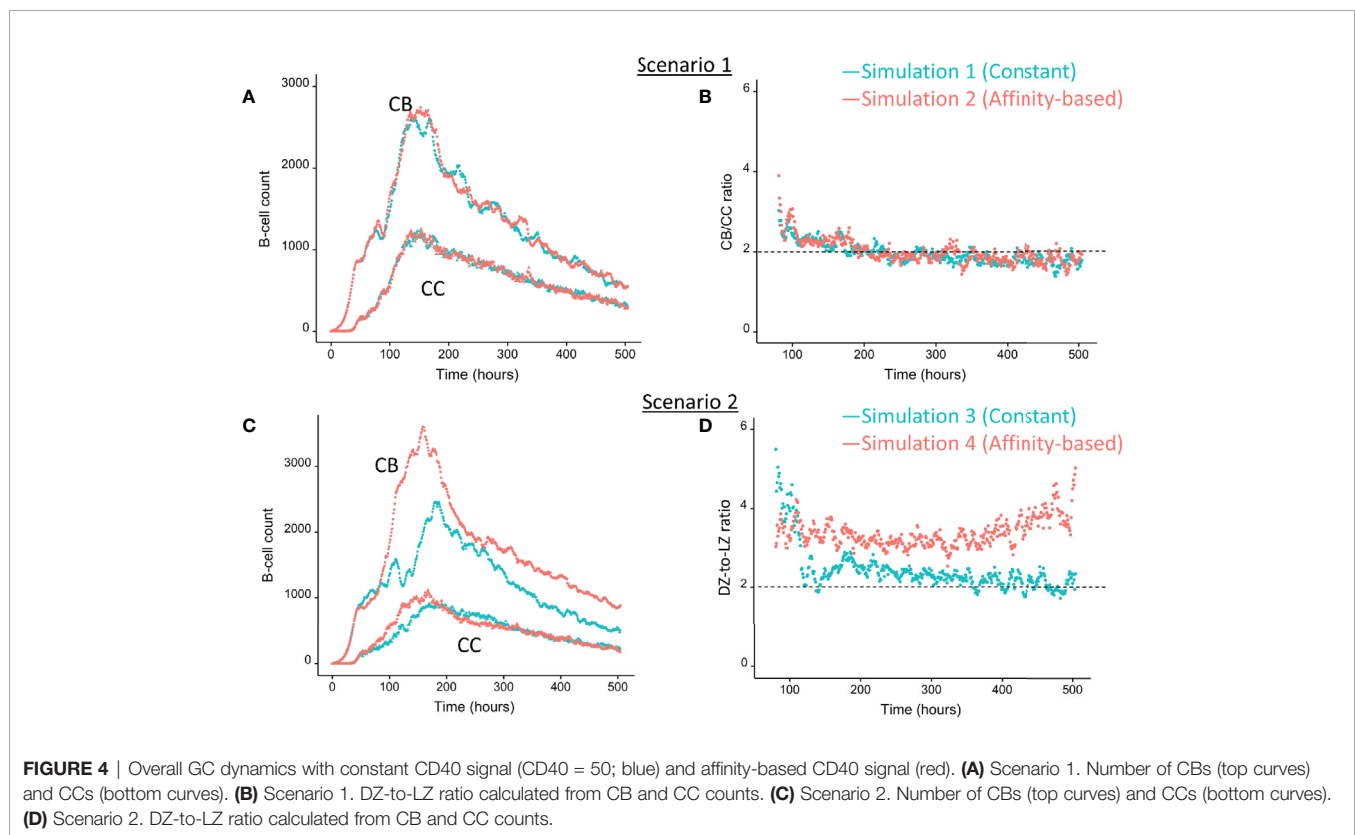 Scenario 1
A
B
—Simulation 1 (Constant)
—Simulation 2 (Affinity-based)
CB
CC
B-cell count
3000
2000
1000
0
0 100 200 300 400 500
Time (hours)
CB/CC ratio
6
4
2
0
100 200 300 400 500
Time (hours)
Scenario 2
C
D
—Simulation 3 (Constant)
—Simulation 4 (Affinity-based)
CB
CC
B-cell count
3000
2000
1000
0
0 100 200 300 400 500
Time (hours)
DZ-to-LZ ratio
6
4
2
0
100 200 300 400 500
Time (hours)
FIGURE 4 | Overall GC dynamics with constant CD40 signal (CD40 = 50; blue) and affinity-based CD40 signal (red). (A) Scenario 1. Number of CBs (top curves)
and CCs (bottom curves). (B) Scenario 1. DZ-to-LZ ratio calculated from CB and CC counts. (C) Scenario 2. Number of CBs (top curves) and CCs (bottom curves).
(D) Scenario 2. DZ-to-LZ ratio calculated from CB and CC counts.